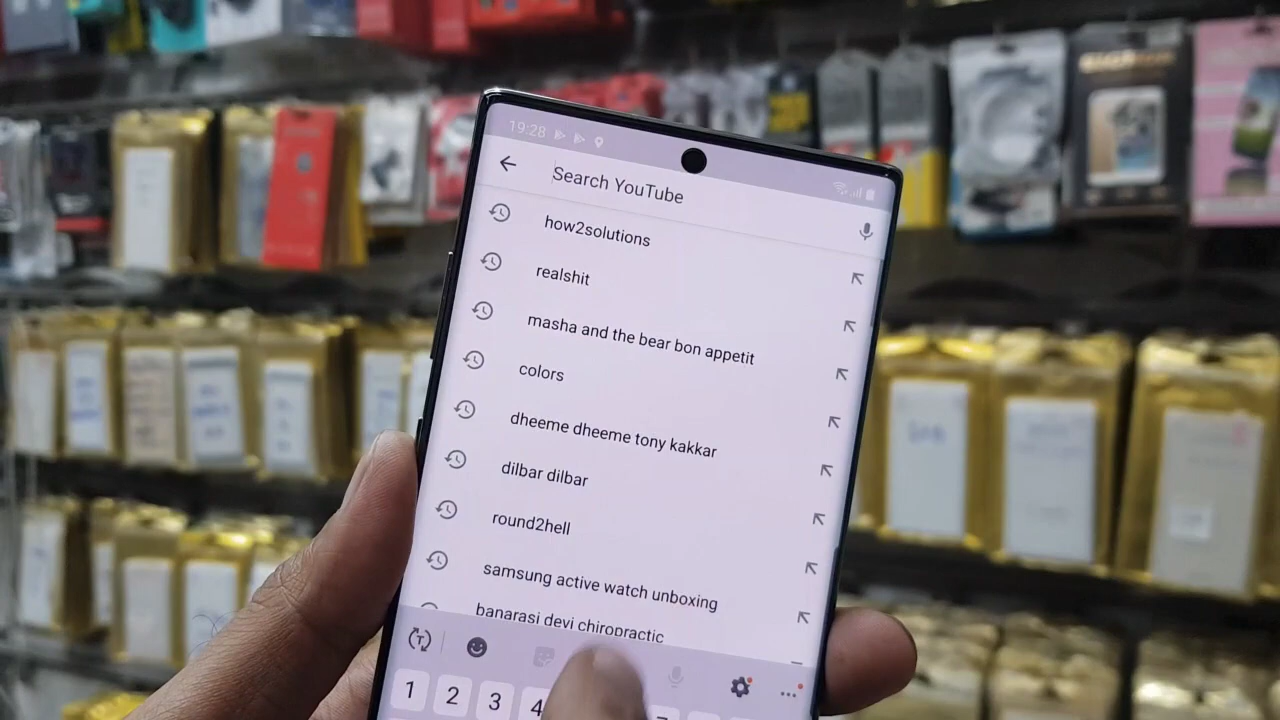 19:28
Search YouTube
how2solutions
realshit
masha and the bear bon appetit
colors
dheeme dheeme tony kakkar
dilbar dilbar
round2hell
samsung active watch unboxing
banarasi devi chiropractic
1 2 3 4